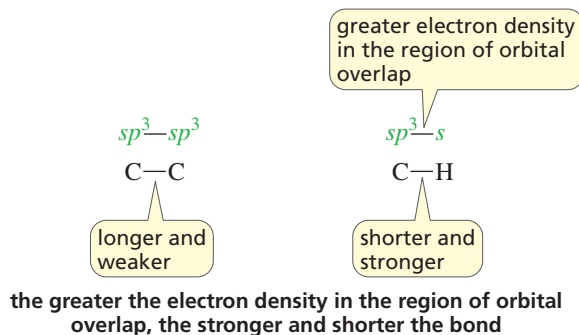 greater electron density
in the region of orbital
overlap
sp³—sp³
sp³—s
C—C
C—H
longer and
weaker
shorter and
stronger
the greater the electron density in the region of orbital
overlap, the stronger and shorter the bond